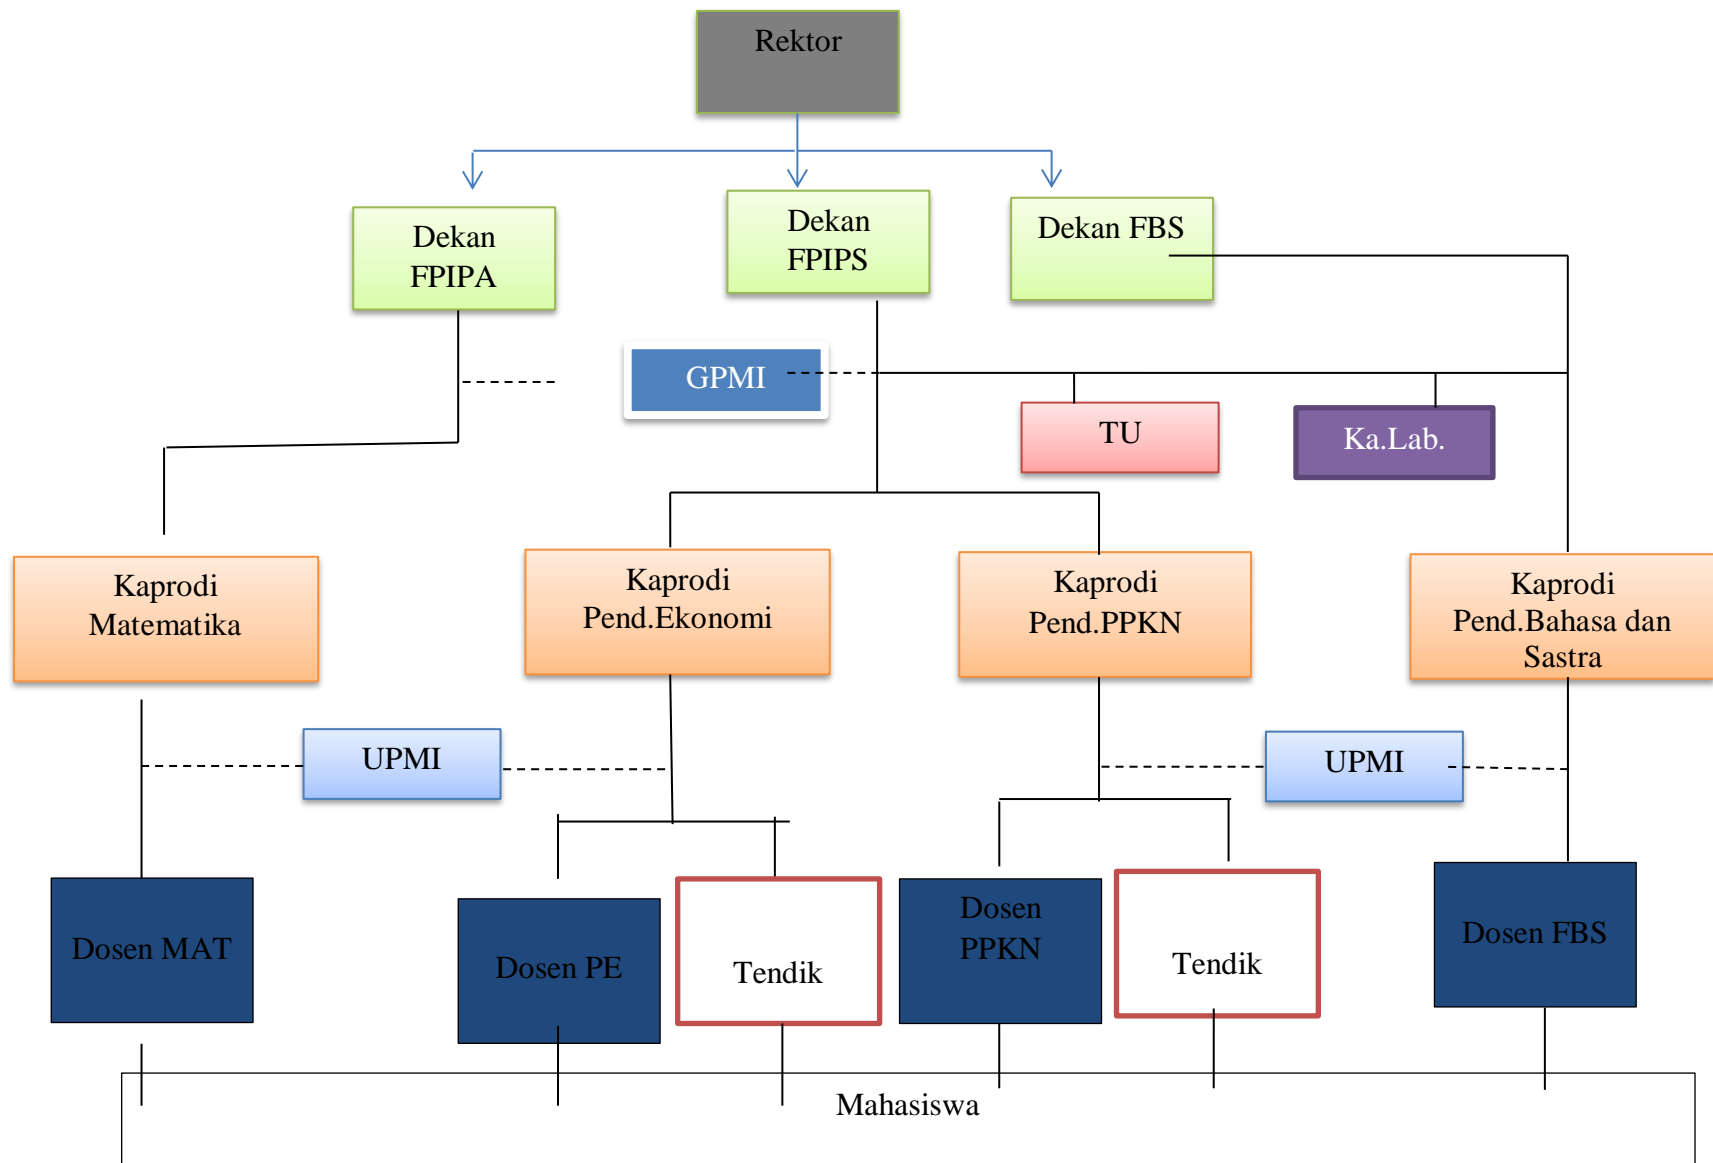 Rektor
Dekan
FPIPA
Dekan
FPIPS
Dekan FBS
GPMI
TU
Ka.Lab.
Kaprodi
Matematika
Kaprodi
Pend.Ekonomi
Kaprodi
Pend.PPKN
Kaprodi
Pend.Bahasa dan
Sastra
UPMI
UPMI
Dosen MAT
Dosen PE
Tendik
Dosen
PPKN
Tendik
Dosen FBS
Mahasiswa